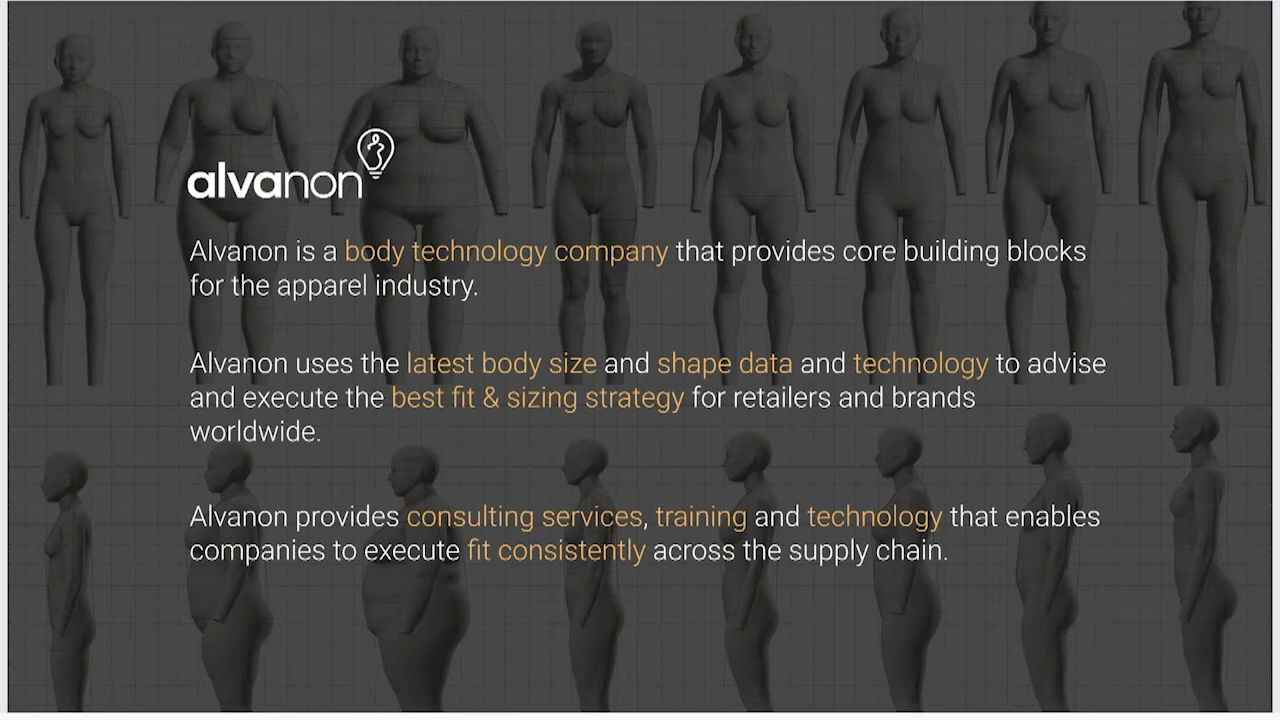 alvanon
Alvanon is a body technology company that provides core building blocks
for the apparel industry.
Alvanon uses the latest body size and shape data and technology to advise
and execute the best fit & sizing strategy for retailers and brands
worldwide.
Alvanon provides consulting services, training and technology that enables
companies to execute fit consistently across the supply chain.